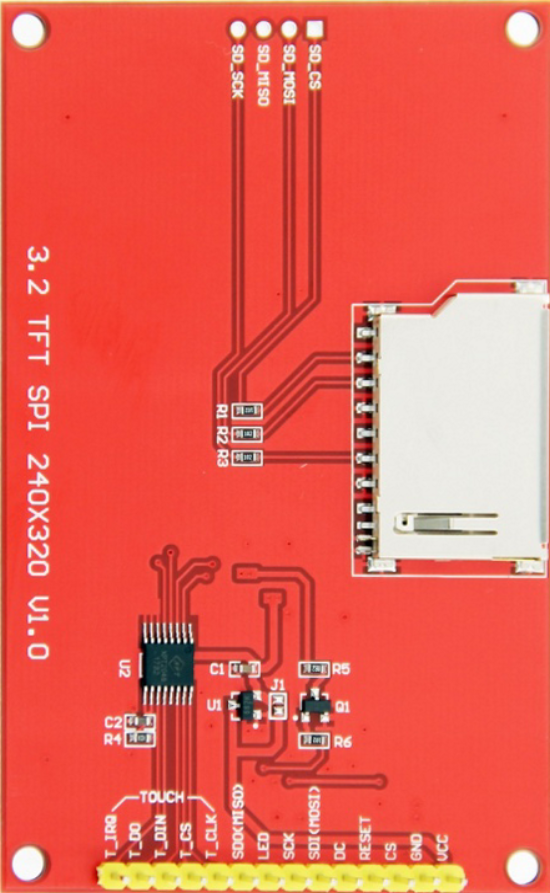 SD_SCK
SD_MISO
SD_MOSI
SD_CS
3.2 TFT SPI 240X320 V1.0
R1
R2
R3
U2
C1
R5
J1
U1
Q1
C2
R4
R6
TOUCH
T_IRQ
T_DO
T_DIN
T_CS
T_CLK
SDO(MISO)
LED
SCK
SDI(MOSI)
DC
RESET
CS
GND
VCC